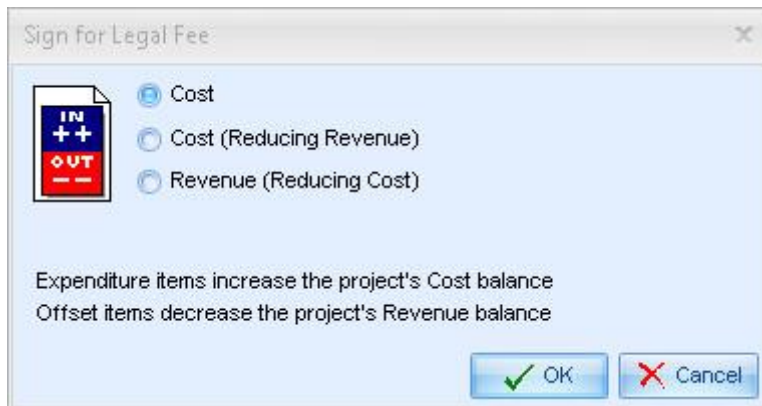 Sign for Legal Fee
Cost
IN
++
OUT
--
Cost (Reducing Revenue)
Revenue (Reducing Cost)
Expenditure items increase the project's Cost balance
Offset items decrease the project's Revenue balance
OK
Cancel